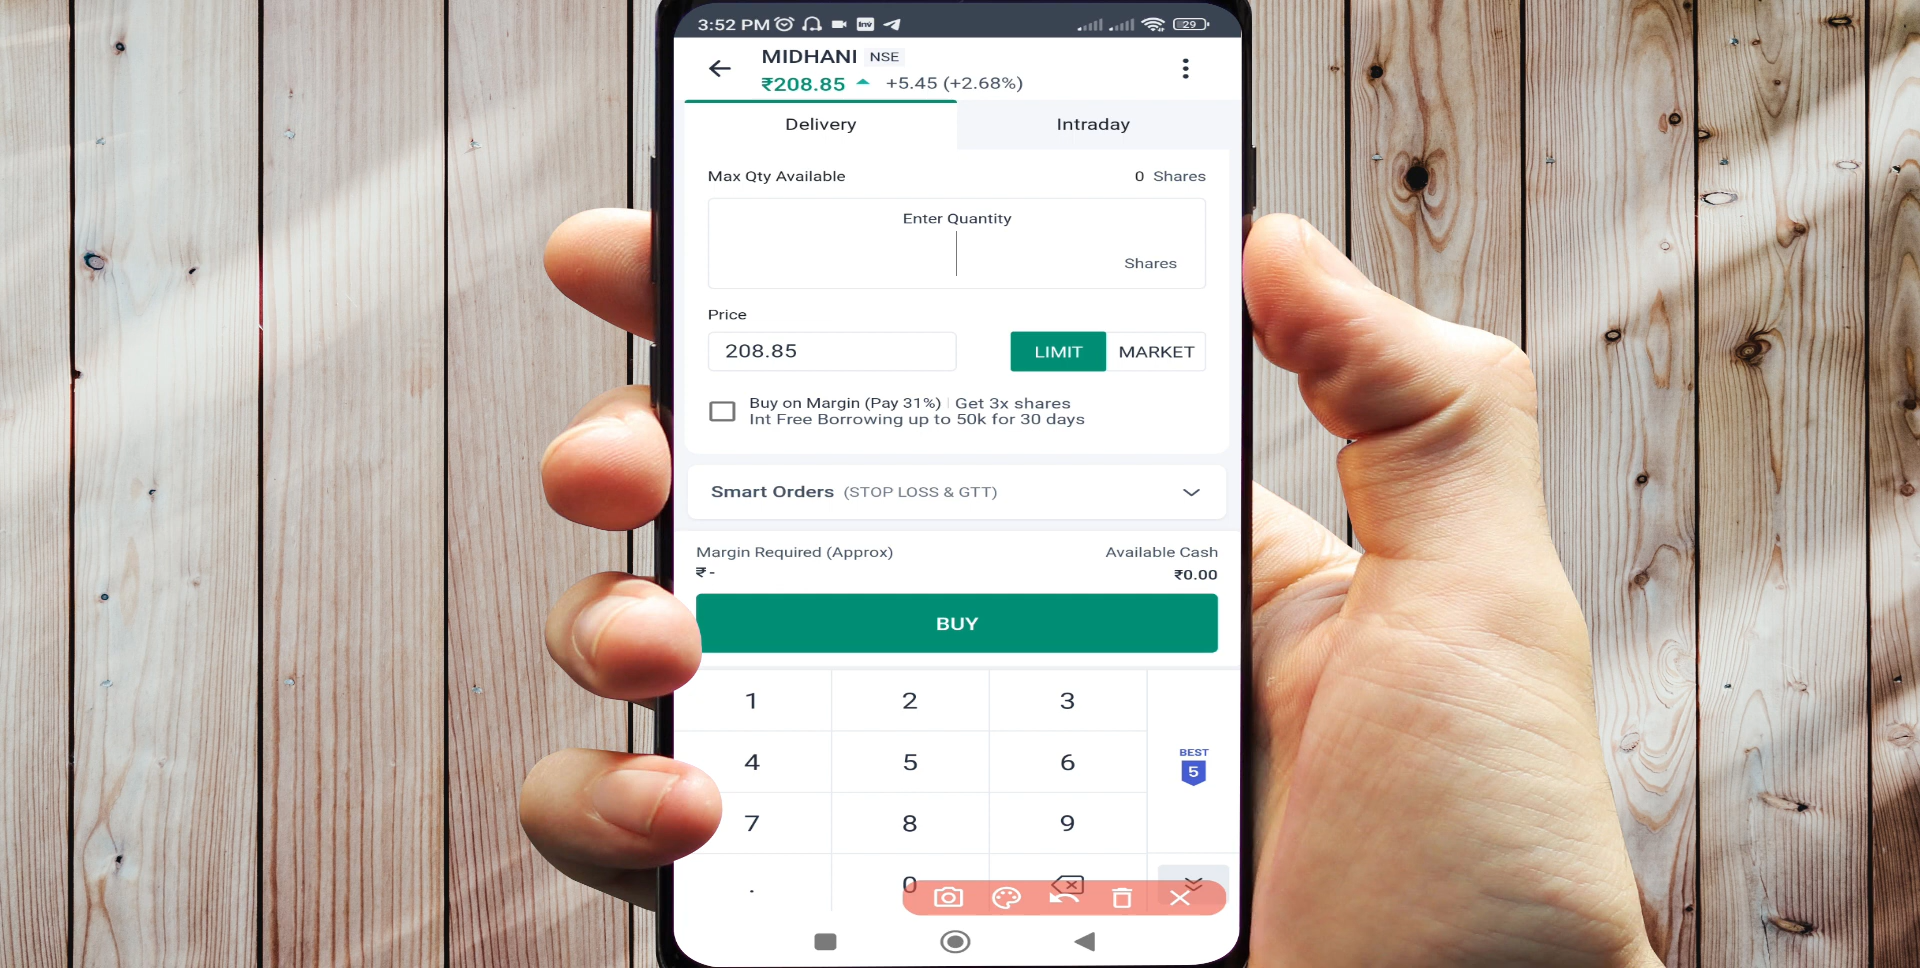 3:52 PM
29
MIDHANI NSE
₹208.85 +5.45 (+2.68%)
Delivery Intraday
Max Qty Available 0 Shares
Enter Quantity
Shares
Price
208.85 LIMIT MARKET
Buy on Margin (Pay 31%) | Get 3x shares
Int Free Borrowing up to 50k for 30 days
Smart Orders (STOP LOSS & GTT)
Margin Required (Approx) Available Cash
₹ - ₹0.00
BUY
1 2 3
4 5 6
BEST
5
7 8 9
. 0